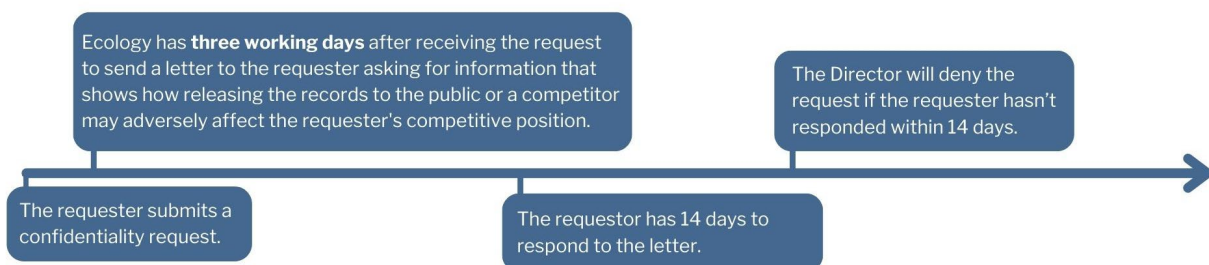 Ecology has three working days after receiving the request
to send a letter to the requester asking for information that
shows how releasing the records to the public or a competitor
may adversely affect the requester's competitive position.
The Director will deny the
request if the requester hasn’t
responded within 14 days.
The requester submits a
confidentiality request.
The requestor has 14 days to
respond to the letter.